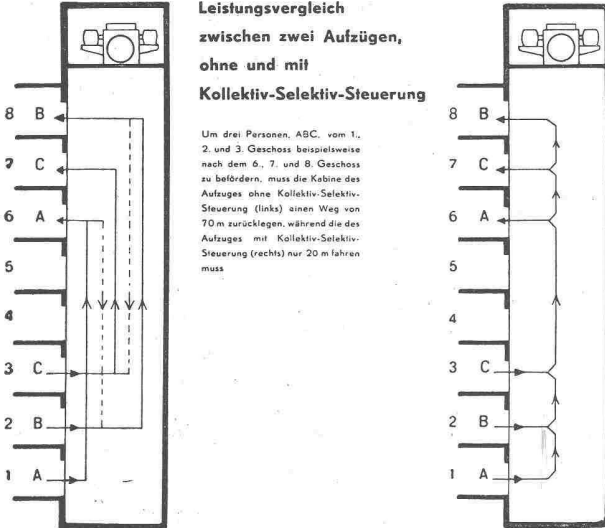 Leistungsvergleich
zwischen zwei Aufzügen,
ohne und mit
Kollektiv-Selektiv-Steuerung
Um drei Personen, ABC, vom 1.,
2. und 3. Geschoss beispielsweise
nach dem 6., 7. und 8. Geschoss
zu befördern, muss die Kabine des
Aufzuges ohne Kollektiv-Selektiv-
Steuerung (links) einen Weg von
70 m zurücklegen, während die des
Aufzuges mit Kollektiv-Selektiv-
Steuerung (rechts) nur 20 m fahren
muss
8 B
7 C
6 A
5
4
3 C
2 B
1 A
8 B
7 C
6 A
5
4
3 C
2 B
1 A